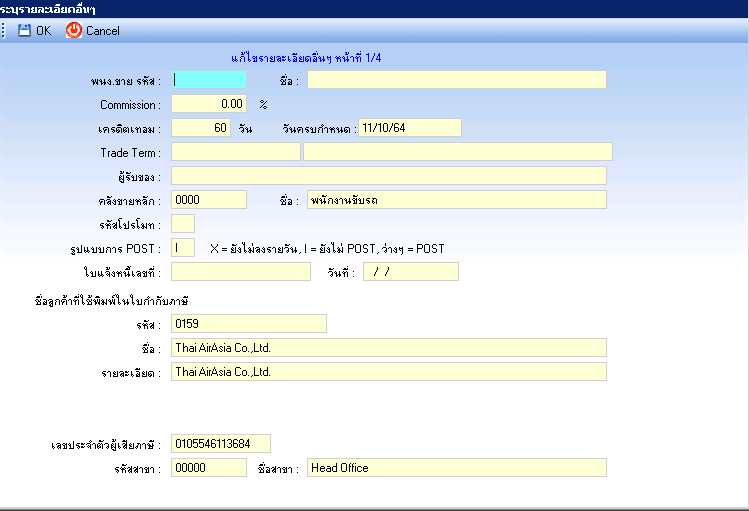 ระบุรายละเอียดอื่นๆ
OK Cancel
แก้ไขรายละเอียดอื่นๆ หน้าที่ 1/4
พนง.ขาย รหัส : ชื่อ :
Commission : 0.00 %
เครดิตเทอม : 60 วัน วันครบกำหนด : 11/10/64
Trade Term :
ผู้รับของ :
คลังขายหลัก : 0000 ชื่อ : พนักงานขับรถ
รหัสโปรโมท :
รูปแบบการ POST : I X = ยังไม่ลงรายวัน, I = ยังไม่ POST, ว่างๆ = POST
ใบแจ้งหนี้เลขที่ : วันที่ : / /
ชื่อลูกค้าที่ใช้พิมพ์ในใบกำกับภาษี
รหัส : 0159
ชื่อ : Thai AirAsia Co.,Ltd.
รายละเอียด : Thai AirAsia Co.,Ltd.
เลขประจำตัวผู้เสียภาษี : 0105546113684
รหัสสาขา : 00000 ชื่อสาขา : Head Office